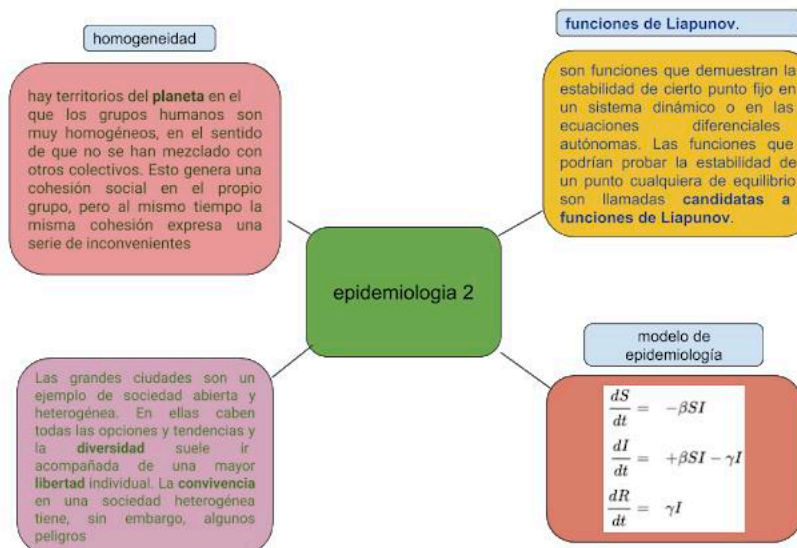 homogeneidad
hay territorios del planeta en el
que los grupos humanos son
muy homogéneos, en el sentido
de que no se han mezclado con
otros colectivos. Esto genera una
cohesión social en el propio
grupo, pero al mismo tiempo la
misma cohesión expresa una
serie de inconvenientes
funciones de Liapunov.
son funciones que demuestran la
estabilidad de cierto punto fijo en
un sistema dinámico o en las
ecuaciones diferenciales
autónomas. Las funciones que
podrían probar la estabilidad de
un punto cualquiera de equilibrio
son llamadas candidatas a
funciones de Liapunov.
epidemiologia 2
Las grandes ciudades son un
ejemplo de sociedad abierta y
heterogénea. En ellas caben
todas las opciones y tendencias y
la diversidad suele ir
acompañada de una mayor
libertad individual. La convivencia
en una sociedad heterogénea
tiene, sin embargo, algunos
peligros
modelo de
epidemiología
dS/dt = -βSI
dI/dt = +βSI - γI
dR/dt = γI